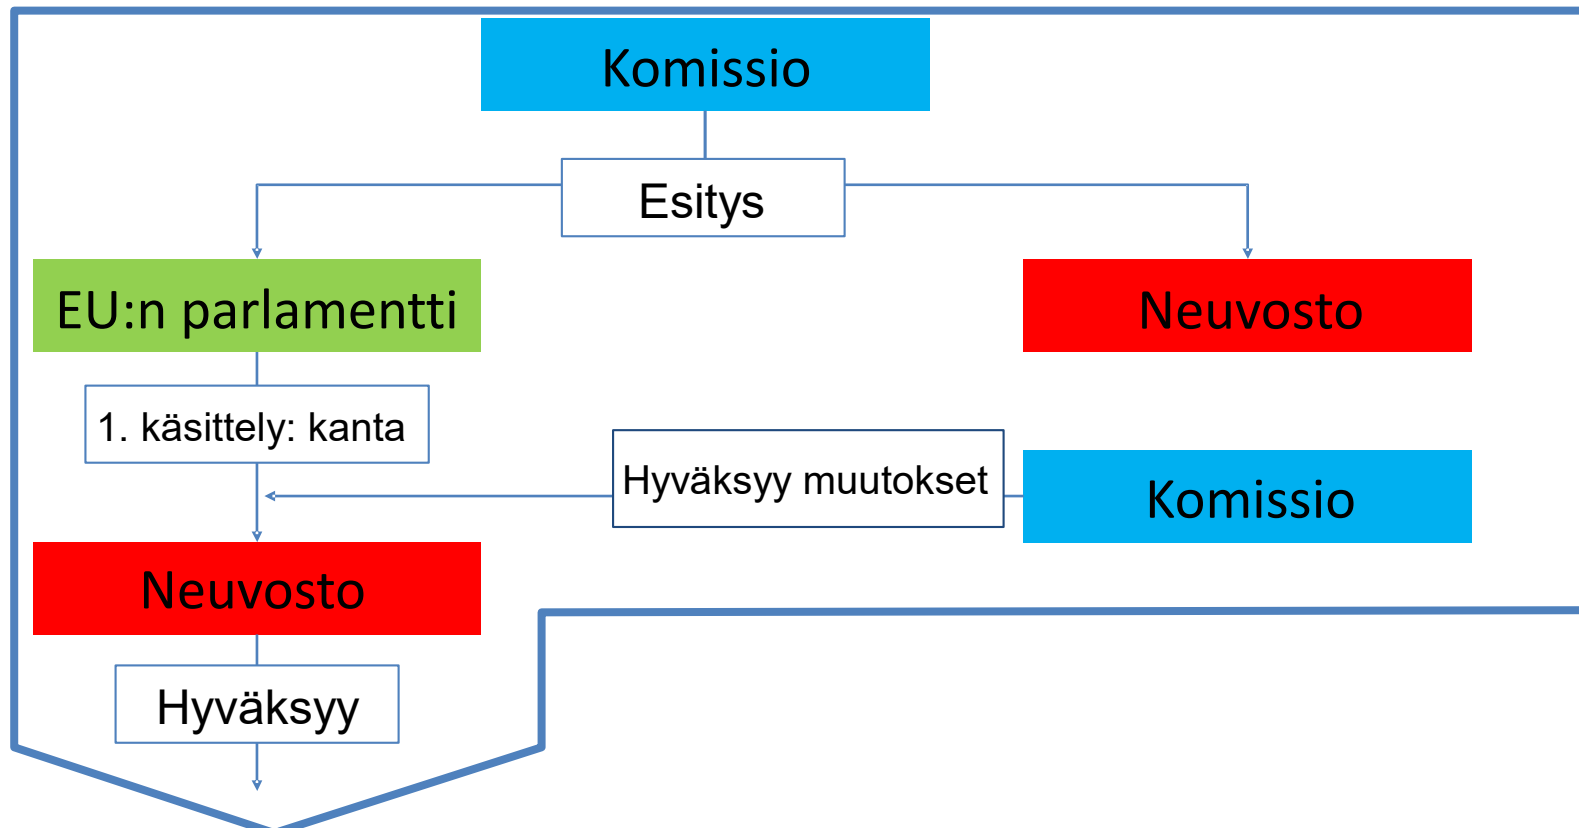 Komissio
Esitys
EU:n parlamentti
Neuvosto
1. käsittely: kanta
Hyväksyy muutokset
Komissio
Neuvosto
Hyväksyy